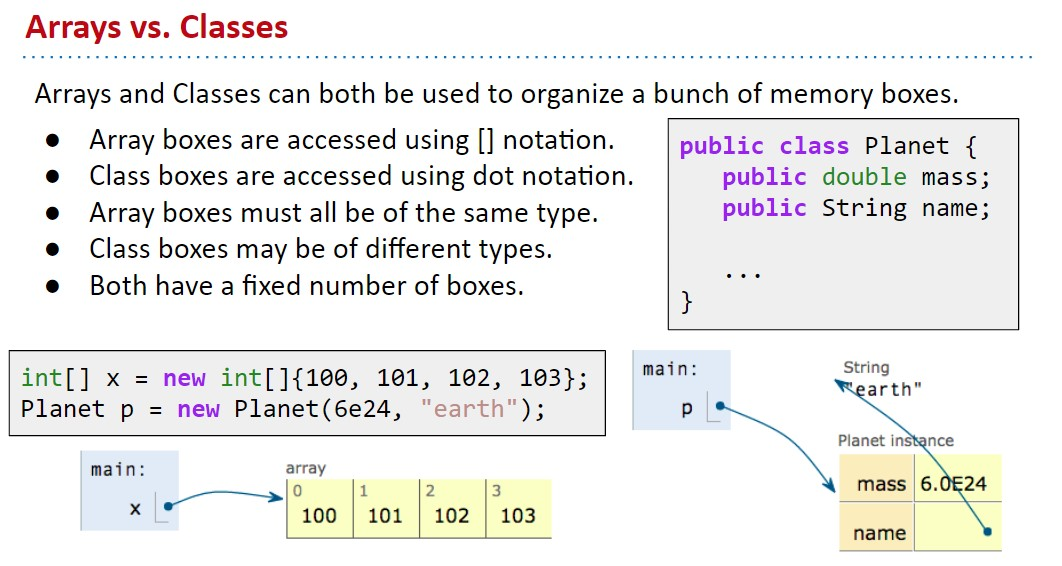 Arrays vs. Classes
Arrays and Classes can both be used to organize a bunch of memory boxes.
● Array boxes are accessed using [] notation.
● Class boxes are accessed using dot notation.
● Array boxes must all be of the same type.
● Class boxes may be of different types.
● Both have a fixed number of boxes.
public class Planet {
public double mass;
public String name;
...
}
int[] x = new int[]{100, 101, 102, 103};
Planet p = new Planet(6e24, "earth");
main:
x
array
0 1 2 3
100 101 102 103
main:
p
String
"earth"
Planet instance
mass 6.0E24
name